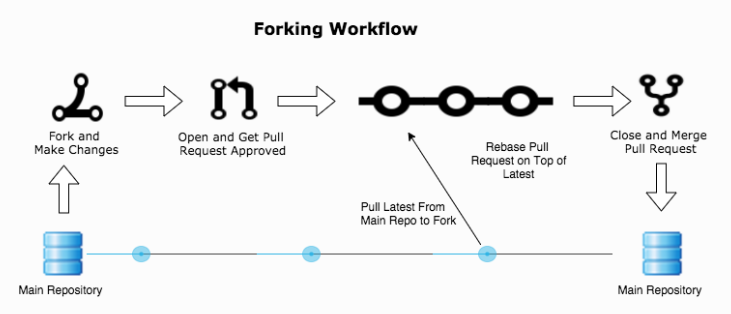 Forking Workflow
Fork and
Make Changes
Open and Get Pull
Request Approved
Rebase Pull
Request on Top of
Latest
Close and Merge
Pull Request
Pull Latest From
Main Repo to Fork
Main Repository
Main Repository